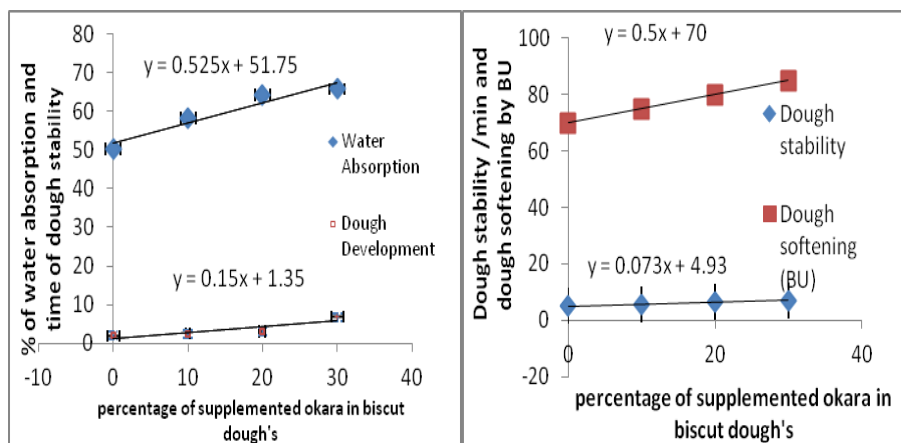 % of water absorption and
time of dough stability
80
70
60
50
40
30
20
10
0
-10
0
10
20
30
40
y = 0.525x + 51.75
Water
Absorption
Dough
Development
y = 0.15x + 1.35
percentage of supplemented okara in biscut
dough's
Dough stability /min and
dough softening by BU
100
80
60
40
20
0
-20
0
20
40
y = 0.5x + 70
Dough
stability
Dough
softening
(BU)
y = 0.073x + 4.93
percentage of supplemented okara in
biscut dough's